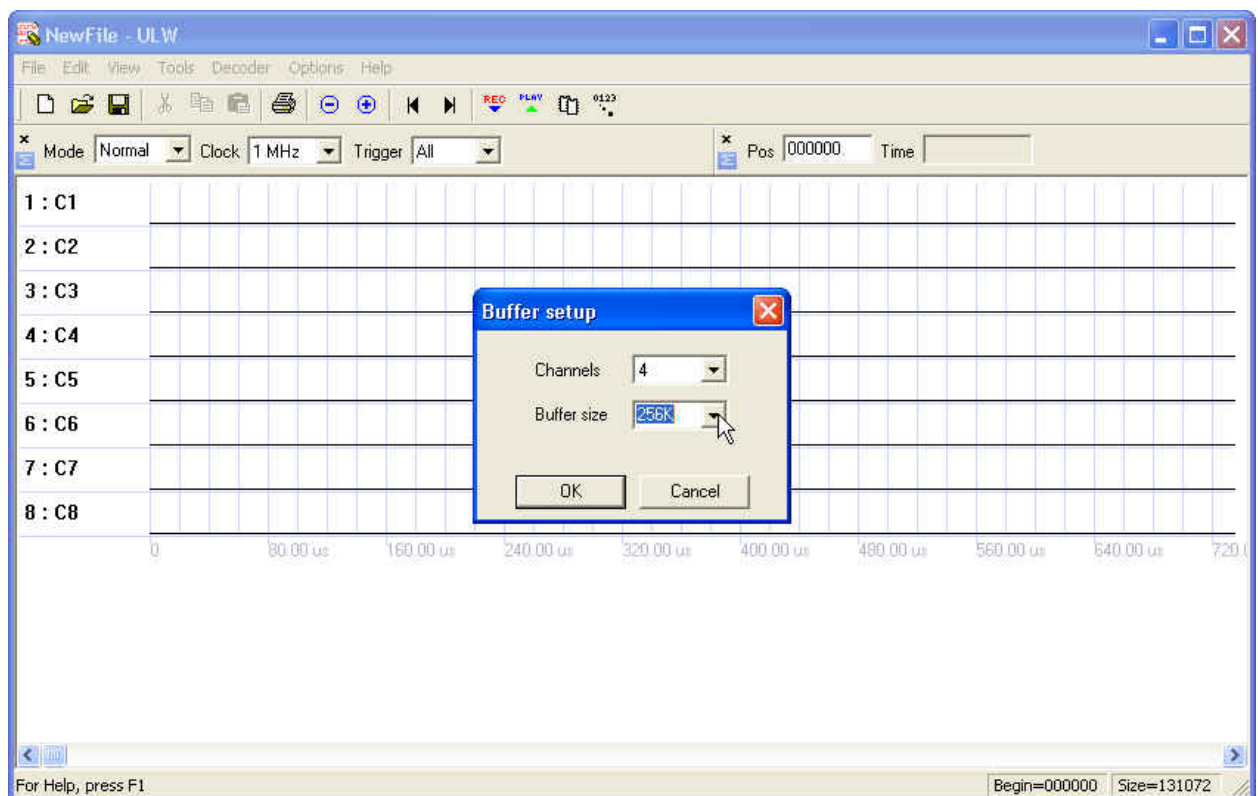 NewFile - ULW
File Edit View Tools Decoder Options Help
REC PLAY 0123
Mode Normal Clock 1 MHz Trigger All Pos 000000 Time
1 : C1
2 : C2
3 : C3
4 : C4
5 : C5
6 : C6
7 : C7
8 : C8
Buffer setup
Channels 4
Buffer size 256K
OK Cancel
0 80.00 us 160.00 us 240.00 us 320.00 us 400.00 us 480.00 us 560.00 us 640.00 us 720.0
For Help, press F1 Begin=000000 Size=131072